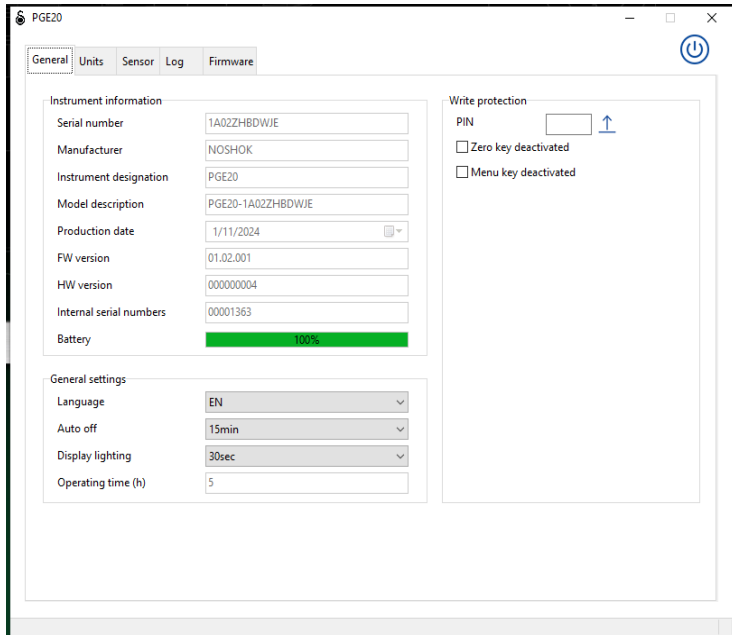 PGE20
General Units Sensor Log Firmware
Instrument information
Serial number 1A02ZHBDWJE
Manufacturer NOSHOK
Instrument designation PGE20
Model description PGE20-1A02ZHBDWJE
Production date 1/11/2024
FW version 01.02.001
HW version 000000004
Internal serial numbers 00001363
Battery 100%
General settings
Language EN
Auto off 15min
Display lighting 30sec
Operating time (h) 5
Write protection
PIN
Zero key deactivated
Menu key deactivated